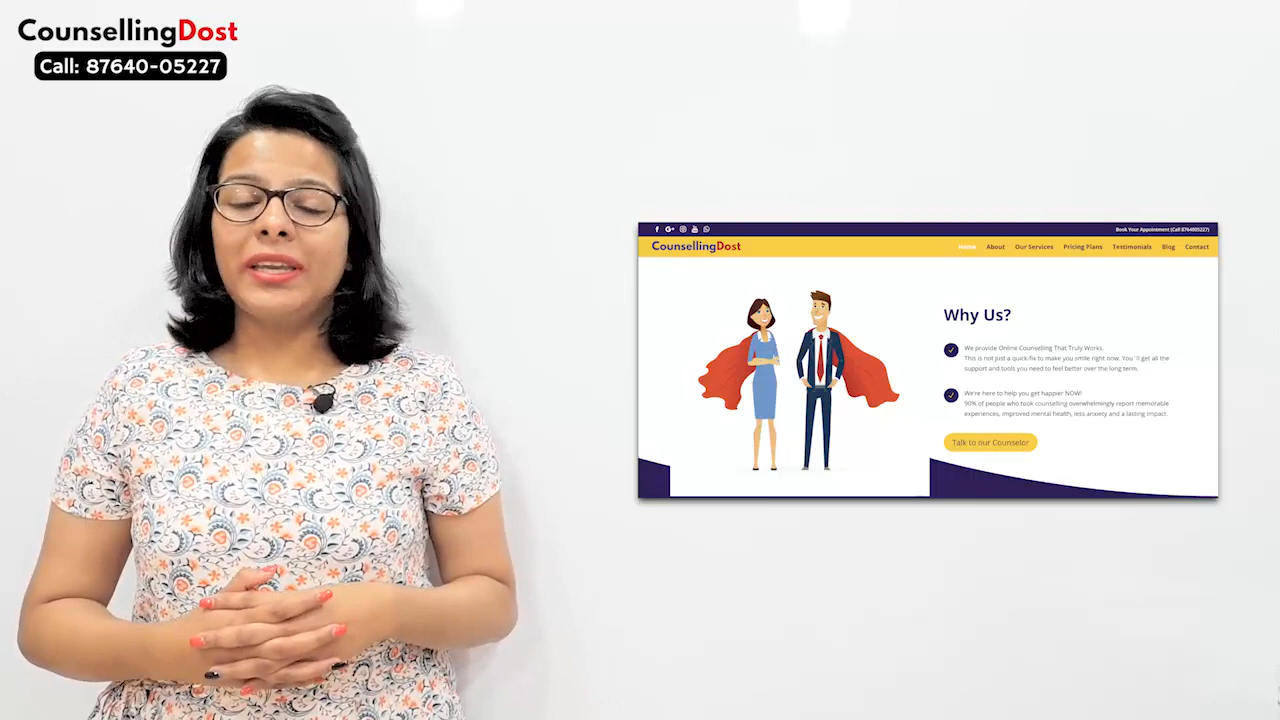 CounsellingDost
Call: 87640-05227
Book Your Appointment (Call 8764005227)
CounsellingDost
Home About Our Services Pricing Plans Testimonials Blog Contact
Why Us?
We provide Online Counselling That Truly Works.
This is not just a quick-fix to make you smile right now. You 'll get all the
support and tools you need to feel better over the long term.
We're here to help you get happier NOW!
90% of people who took counselling overwhelmingly report memorable
experiences, improved mental health, less anxiety and a lasting impact.
Talk to our Counselor